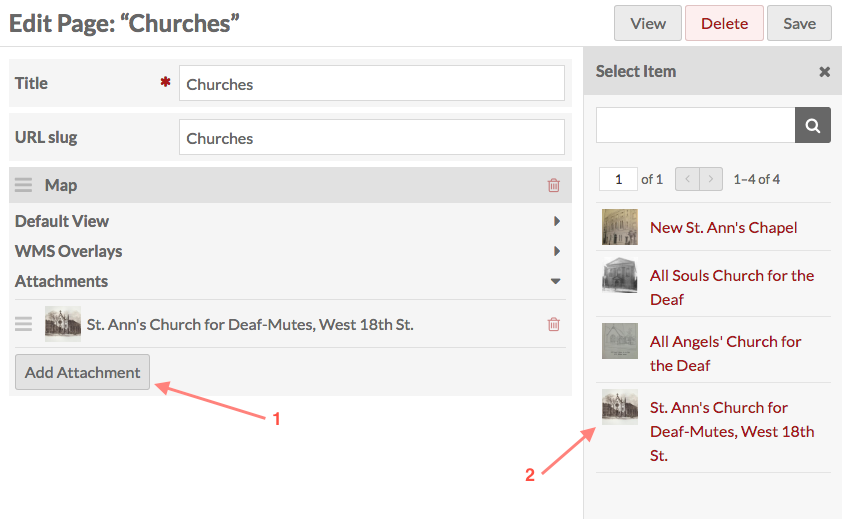 Edit Page: “Churches”
View
Delete
Save
Title
Churches
URL slug
Churches
Map
Default View
WMS Overlays
Attachments
St. Ann's Church for Deaf-Mutes, West 18th St.
Add Attachment
1
Select Item
1 of 1
1–4 of 4
New St. Ann's Chapel
All Souls Church for the
Deaf
All Angels' Church for
the Deaf
St. Ann's Church for
Deaf-Mutes, West 18th
St.
2